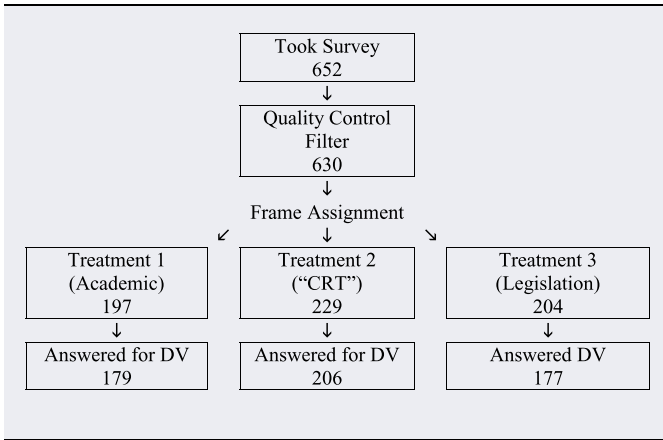 Took Survey
652
↓
Quality Control
Filter
630
↓
Frame Assignment
↙ ↓ ↘
Treatment 1
(Academic)
197
↓
Answered for DV
179
Treatment 2
(“CRT”)
229
↓
Answered for DV
206
Treatment 3
(Legislation)
204
↓
Answered DV
177